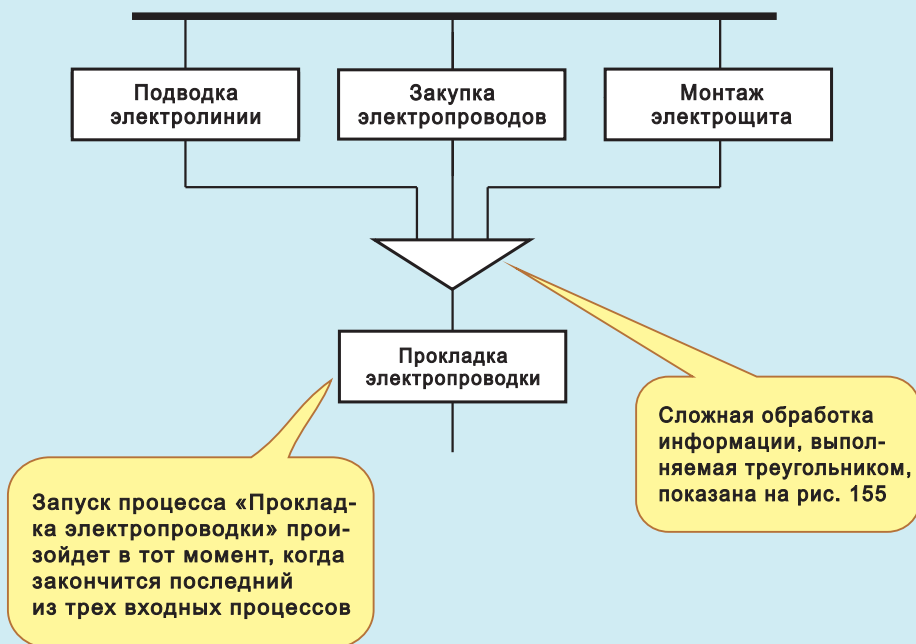 Подводка
электролинии
Закупка
электропроводов
Монтаж
электрощита
Прокладка
электропроводки
Сложная обработка
информации, выпол-
няемая треугольником,
показана на рис. 155
Запуск процесса «Проклад-
ка электропроводки» прои-
зойдет в тот момент, когда
закончится последний
из трех входных процессов